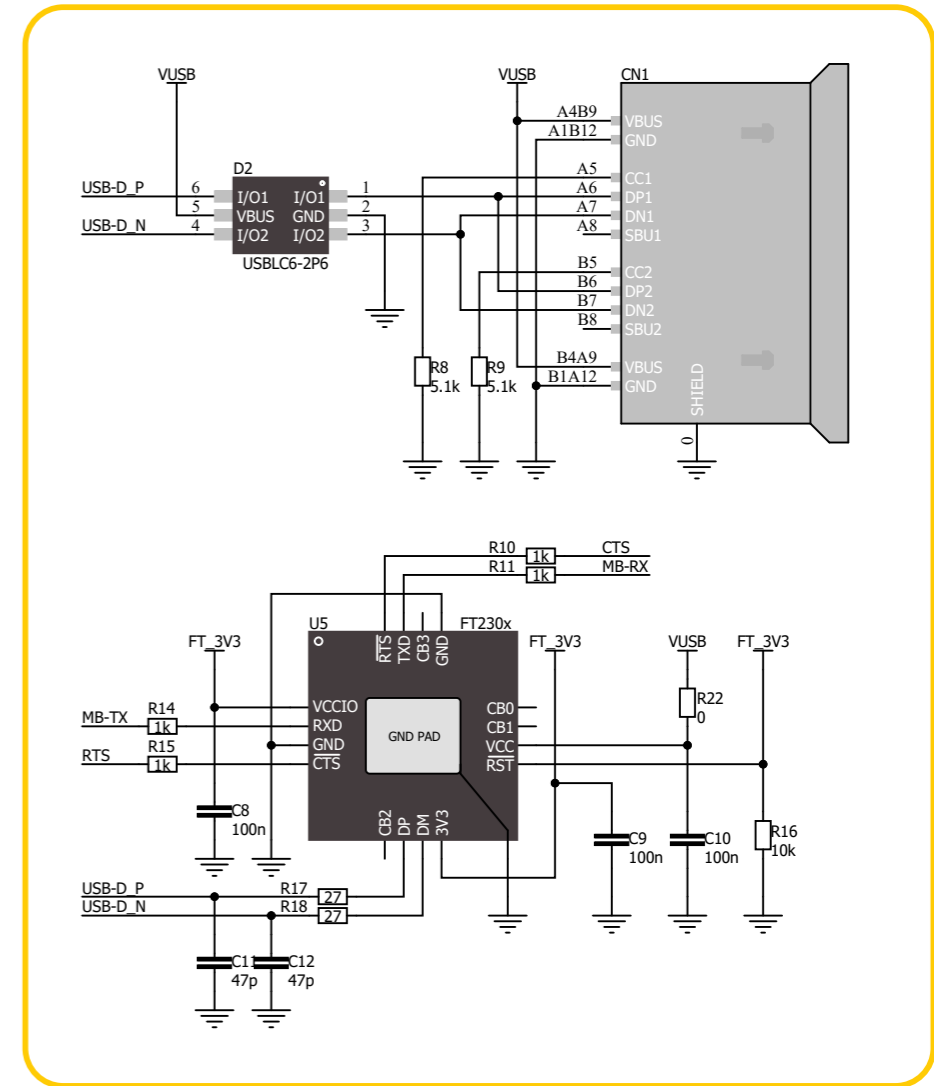 VUSB VUSB CN1
A4B9 VBUS
A1B12 GND
D2 A5 CC1
USB-D_P 6 I/O1 I/O1 1 A6 DP1
5 VBUS GND 2 A7 DN1
USB-D_N 4 I/O2 I/O2 3 A8 SBU1
USBLC6-2P6 B5 CC2
B6 DP2
B7 DN2
B8 SBU2
R8 R9 B4A9 VBUS
5.1k 5.1k B1A12 GND
SHIELD
0
R10 1k CTS
R11 1k MB-RX
U5 FT230x
RTS TXD CB3 GND
FT_3V3 FT_3V3 VUSB FT_3V3
R22
0
VCCIO CB0
MB-TX R14 1k RXD CB1
GND GND PAD VCC
RTS R15 1k CTS RST
C8
100n
CB2 DP DM 3V3
C9 C10 R16
100n 100n 10k
USB-D_P R17 27
USB-D_N R18 27
C11 C12
47p 47p